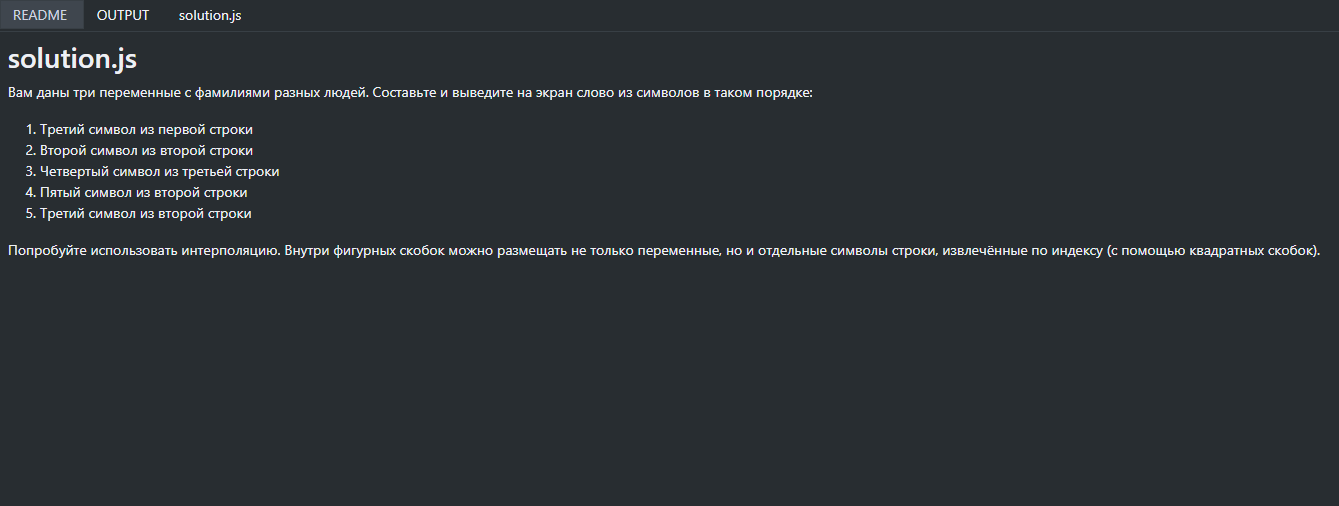 README OUTPUT solution.js
solution.js
Вам даны три переменные с фамилиями разных людей. Составьте и выведите на экран слово из символов в таком порядке:
1. Третий символ из первой строки
2. Второй символ из второй строки
3. Четвертый символ из третьей строки
4. Пятый символ из второй строки
5. Третий символ из второй строки
Попробуйте использовать интерполяцию. Внутри фигурных скобок можно размещать не только переменные, но и отдельные символы строки, извлечённые по индексу (с помощью квадратных скобок).